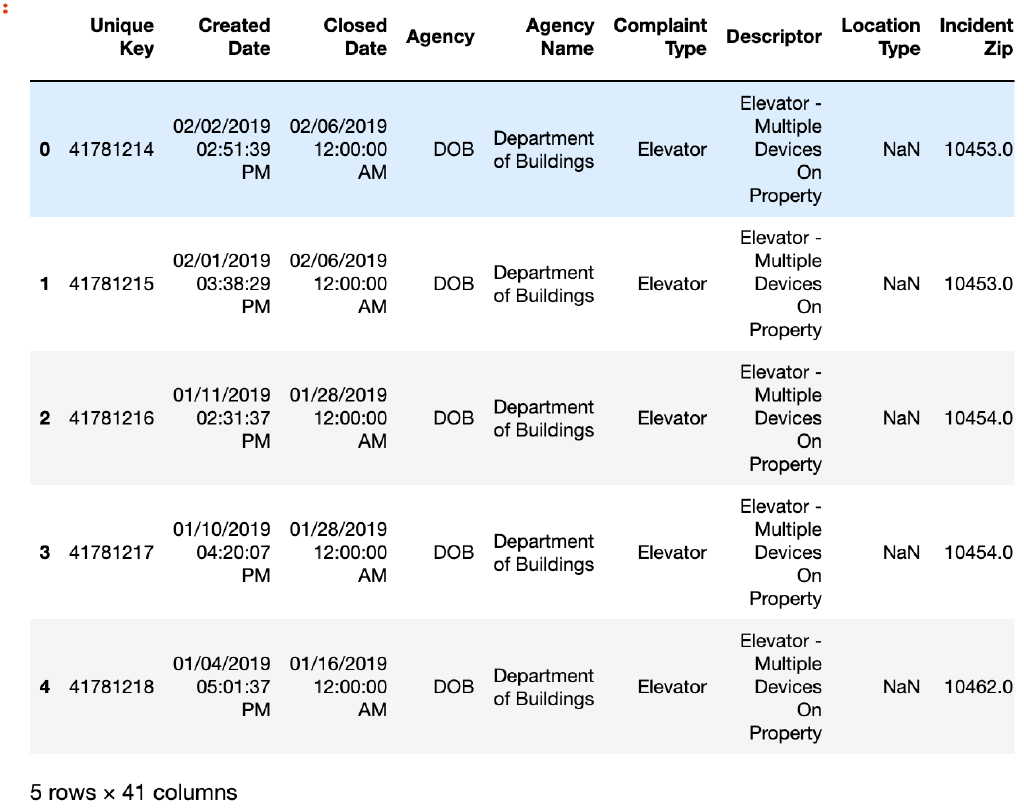 Unique Key Created Date Closed Date Agency Agency Name Complaint Type Descriptor Location Type Incident Zip
0 41781214 02/02/2019 02:51:39 PM 02/06/2019 12:00:00 AM DOB Department of Buildings Elevator Elevator - Multiple Devices On Property NaN 10453.0
1 41781215 02/01/2019 03:38:29 PM 02/06/2019 12:00:00 AM DOB Department of Buildings Elevator Elevator - Multiple Devices On Property NaN 10453.0
2 41781216 01/11/2019 02:31:37 PM 01/28/2019 12:00:00 AM DOB Department of Buildings Elevator Elevator - Multiple Devices On Property NaN 10454.0
3 41781217 01/10/2019 04:20:07 PM 01/28/2019 12:00:00 AM DOB Department of Buildings Elevator Elevator - Multiple Devices On Property NaN 10454.0
4 41781218 01/04/2019 05:01:37 PM 01/16/2019 12:00:00 AM DOB Department of Buildings Elevator Elevator - Multiple Devices On Property NaN 10462.0
5 rows × 41 columns